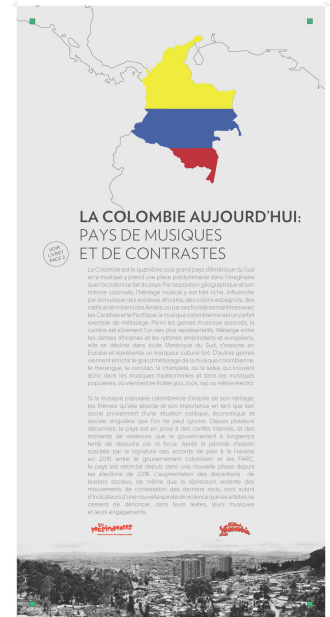 LA COLOMBIE AUJOURD'HUI:
PAYS DE MUSIQUES
ET DE CONTRASTES
VOIR
LIVRET
PAGE 2
La Colombie est le quatrième plus grand pays d'Amérique du Sud
et la musique y prend une place prédominante dans l'imaginaire
que l'occident se fait du pays. Par sa position géographique et son
histoire coloniale, l'héritage musical y est très riche. Influencée
par la musique des esclaves africains, des colons espagnols, des
natifs amérindiens des Andes, ou par ses frontières maritimes avec
les Caraïbes et le Pacifique, la musique colombienne est un parfait
exemple de métissage. Parmi les genres musicaux associés, la
cumbia est sûrement l'un des plus représentatifs. Mélange entre
les danses africaines et les rythmes amérindiens et européens,
elle se décline dans toute l'Amérique du Sud, s'exporte en
Europe et représente un marqueur culturel fort. D'autres genres
viennent enrichir ce grand métissage de la musique colombienne,
le merengue, le currulao, la champeta, ou la salsa, qui trouvent
écho dans les musiques traditionnelles et dans les musiques
populaires, où viennent se frotter jazz, rock, rap ou même electro.
Si la musique populaire colombienne s'inspire de son héritage,
les thèmes qu'elle aborde et son importance en tant que lien
social proviennent d'une situation politique, économique et
sociale singulière que l'on ne peut ignorer. Depuis plusieurs
décennies, le pays est en proie à des conflits internes, et des
moments de violences que le gouvernement a longtemps
tenté de résoudre par la force. Après la période d'espoir
suscitée par la signature des accords de paix à la Havane
en 2016 entre le gouvernement colombien et les FARC,
le pays est retombé depuis dans une nouvelle phase depuis
les élections de 2018. L'augmentation des disparitions de
leaders sociaux, de même que la répression violente des
mouvements de contestation des derniers mois, sont autant
d'indicateurs d'une nouvelle spirale de violence que les artistes ne
cessent de dénoncer, dans leurs textes, leurs musiques
et leurs engagements.